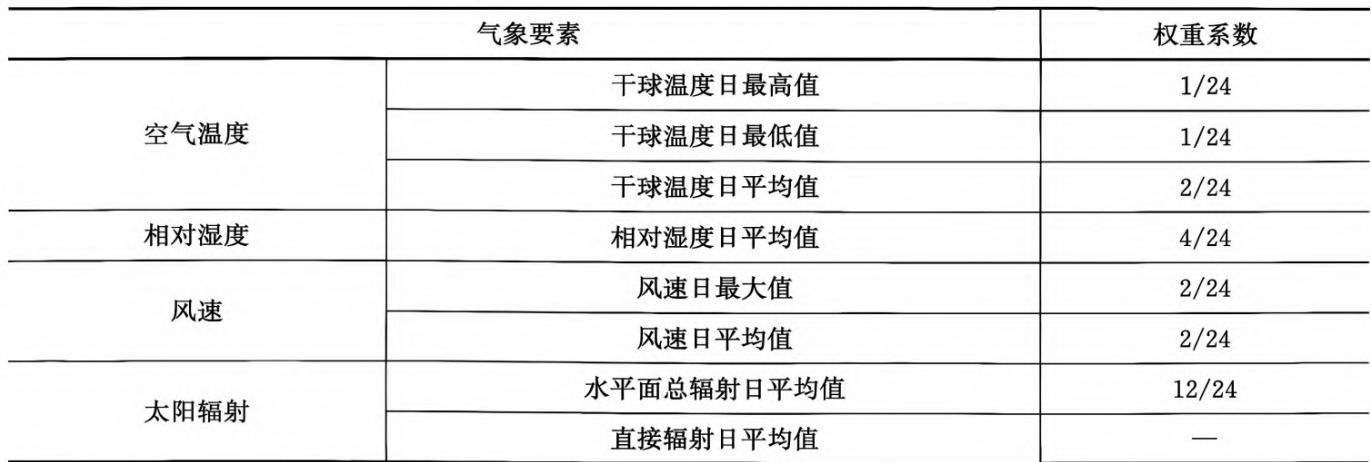 气象要素 权重系数
空气温度 干球温度日最高值 1/24
干球温度日最低值 1/24
干球温度日平均值 2/24
相对湿度 相对湿度日平均值 4/24
风速 风速日最大值 2/24
风速日平均值 2/24
太阳辐射 水平面总辐射日平均值 12/24
直接辐射日平均值 —